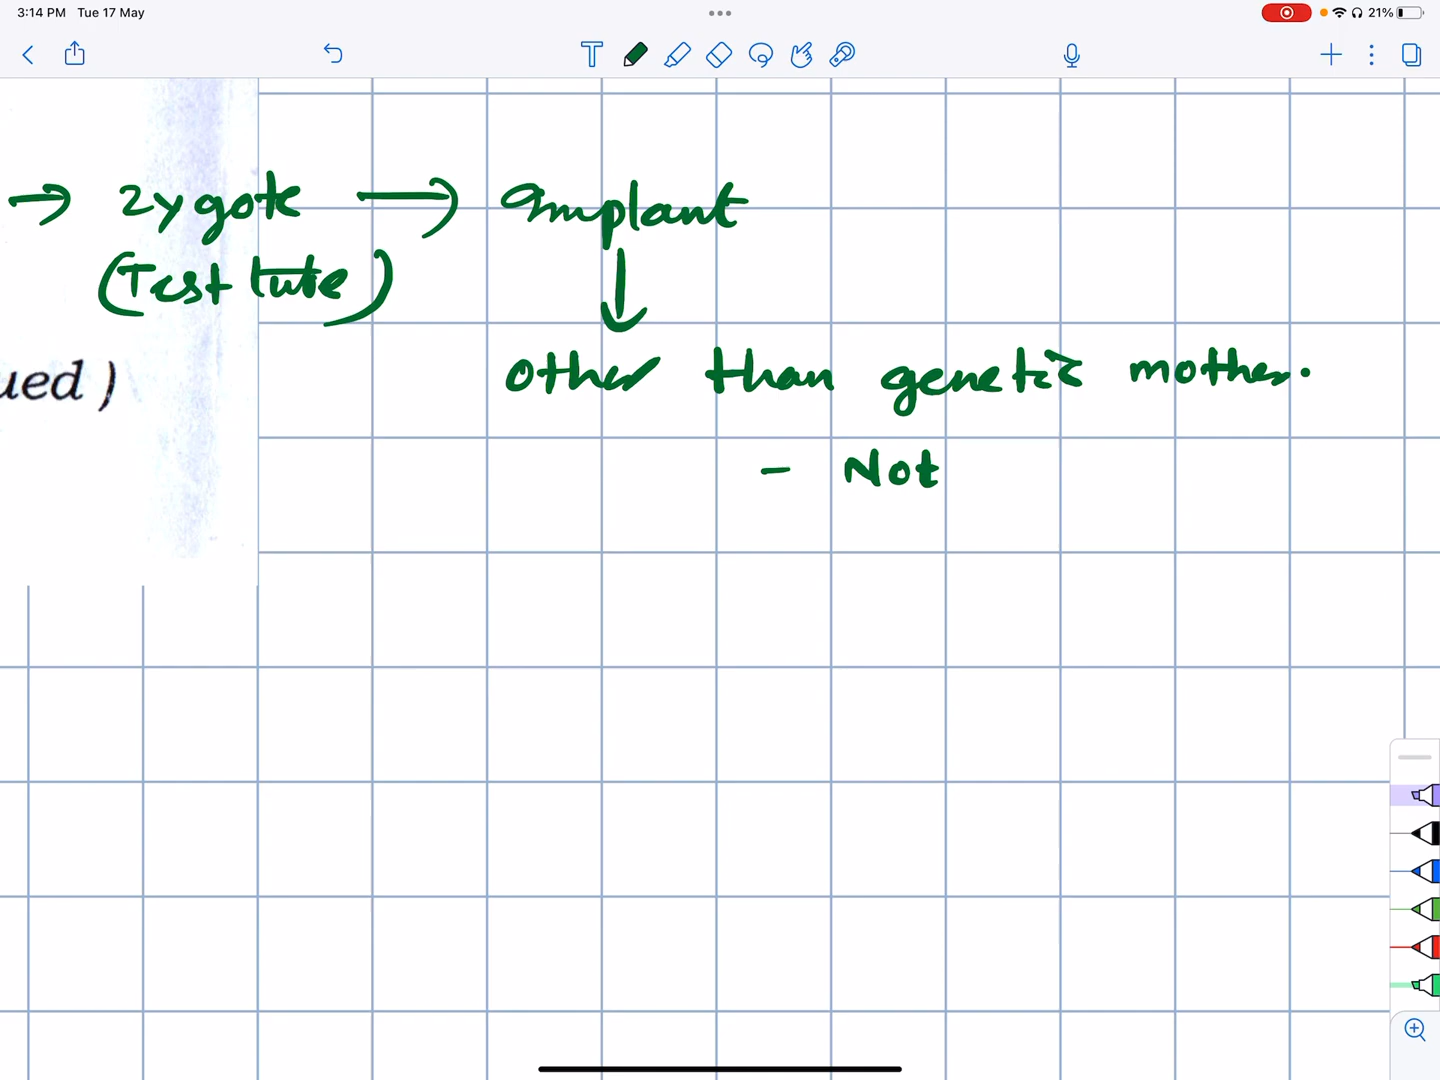 3:14 PM Tue 17 May
21%
→ Zygote → Implant
(Test tube)
↓
ued )
other than genetic mother.
- Not